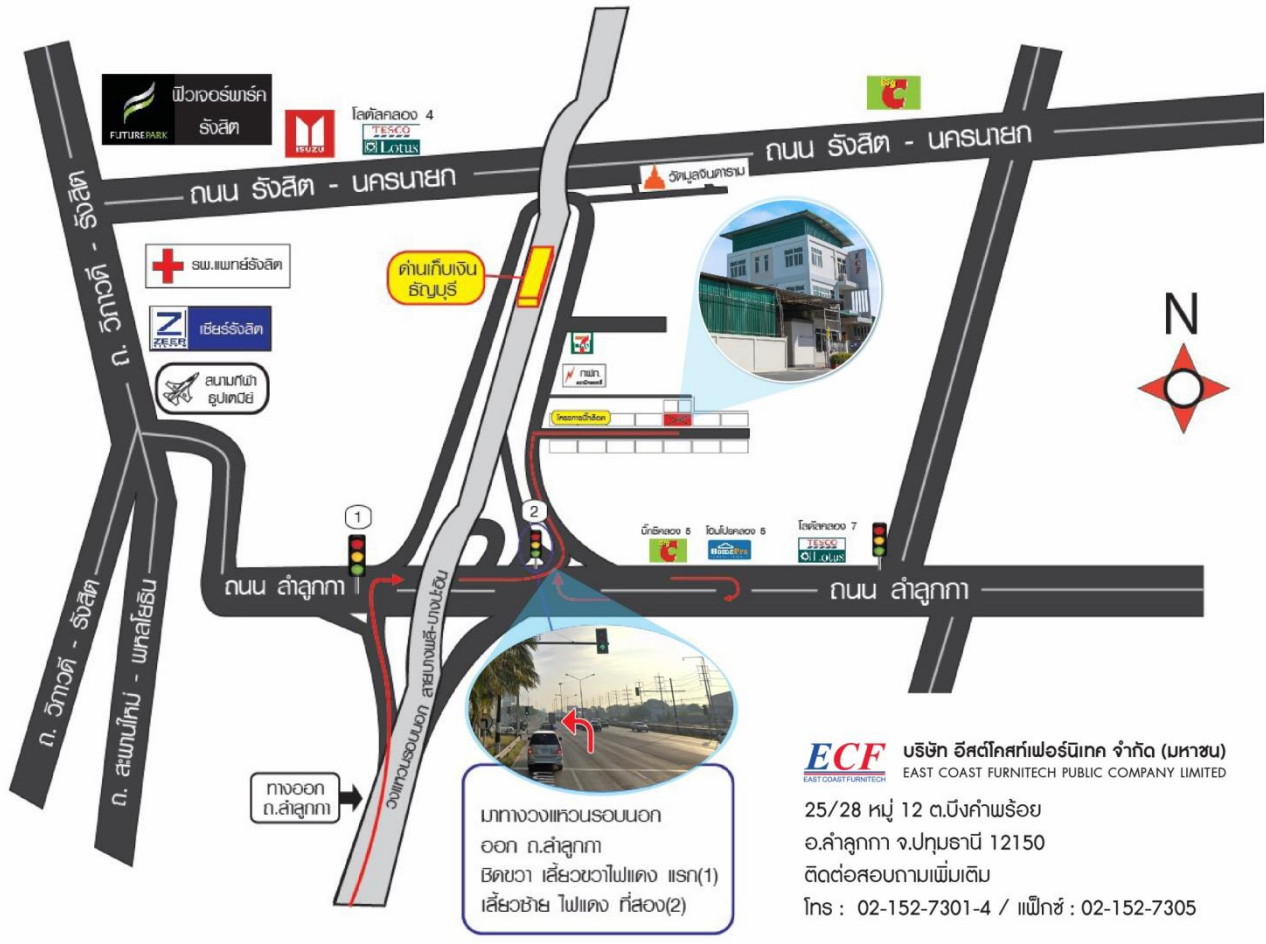 ฟิวเจอร์พาร์ค
รังสิต
FUTUREPARK
ISUZU
โลตัสคลอง 4
TESCO
Lotus
Big
C
ถนน รังสิต - นครนายก
ถนน รังสิต - นครนายก
วัดมูลจินดาราม
ถ. วิภาวดี - รังสิต
รพ.แพทย์รังสิต
ด่านเก็บเงิน
ธัญบุรี
ECF
Z
ZEER
เซียร์รังสิต
N
7
กฟภ.
สนามกีฬา
ธูปเตมีย์
1
2
บิ๊กซีคลอง 5
Big
C
โฮมโปรคลอง 6
HomePro
โลตัสคลอง 7
TESCO
Lotus
ถนน ลำลูกกา
ถนน ลำลูกกา
วงแหวนรอบนอก สายบางพลี-บางปะอิน
ถ. วิภาวดี - รังสิต
ถ. สะพานใหม่ - พหลโยธิน
ทางออก
ถ.ลำลูกกา
มาทางวงแหวนรอบนอก
ออก ถ.ลำลูกกา
ชิดขวา เลี้ยวขวาไฟแดง แรก(1)
เลี้ยวซ้าย ไฟแดง ที่สอง(2)
ECF
EAST COAST FURNITECH
บริษัท อีสต์โคสท์เฟอร์นิเทค จำกัด (มหาชน)
EAST COAST FURNITECH PUBLIC COMPANY LIMITED
25/28 หมู่ 12 ต.บึงคำพร้อย
อ.ลำลูกกา จ.ปทุมธานี 12150
ติดต่อสอบถามเพิ่มเติม
โทร : 02-152-7301-4 / แฟ็กซ์ : 02-152-7305